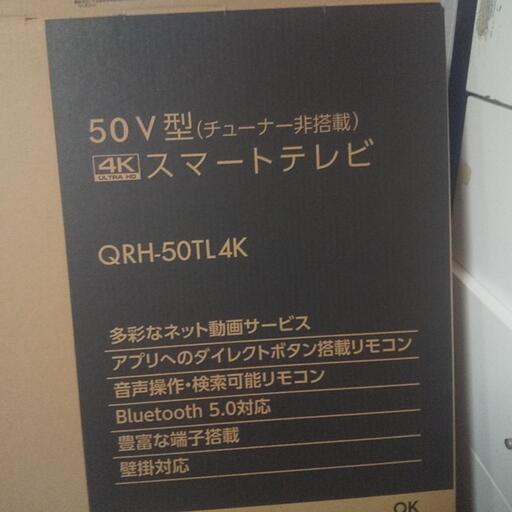 50V型(チューナー非搭載)
4K ULTRA HD スマートテレビ
QRH-50TL4K
多彩なネット動画サービス
アプリへのダイレクトボタン搭載リモコン
音声操作・検索可能リモコン
Bluetooth 5.0対応
豊富な端子搭載
壁掛対応
OK